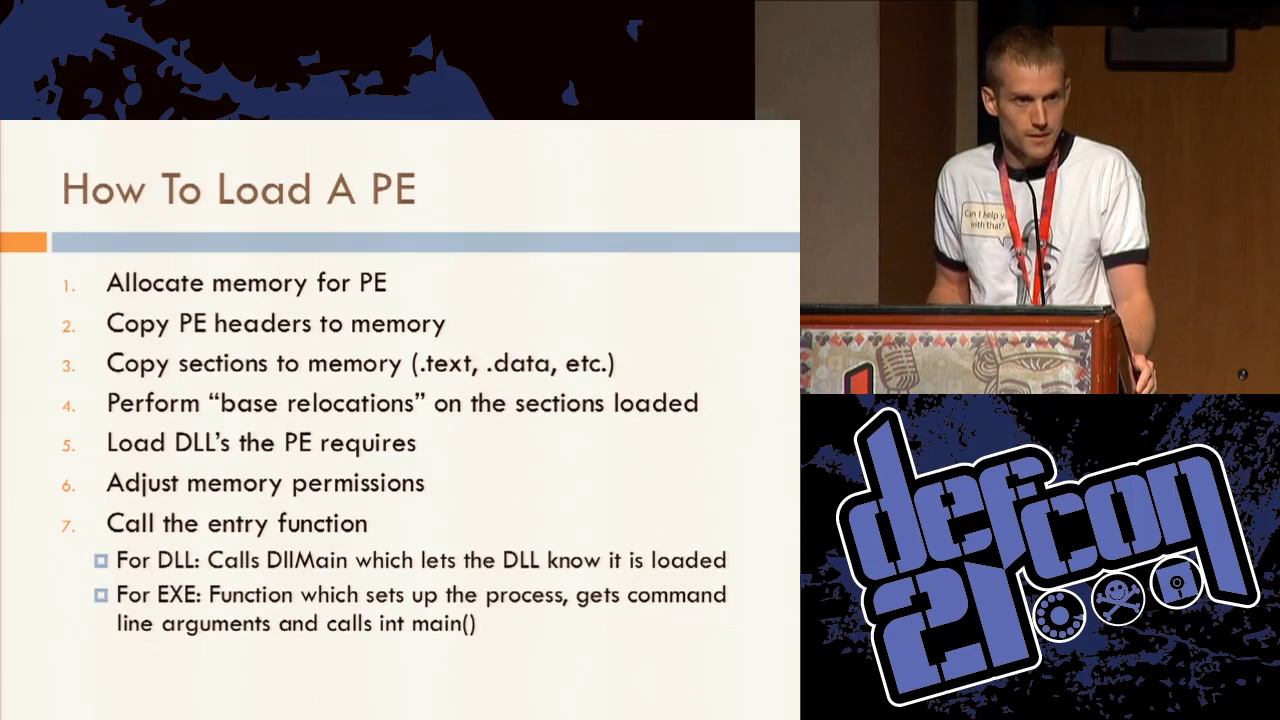 How To Load A PE
1. Allocate memory for PE
2. Copy PE headers to memory
3. Copy sections to memory (.text, .data, etc.)
4. Perform “base relocations” on the sections loaded
5. Load DLL’s the PE requires
6. Adjust memory permissions
7. Call the entry function
For DLL: Calls DllMain which lets the DLL know it is loaded
For EXE: Function which sets up the process, gets command
line arguments and calls int main()
Can I help
with that?
defcon
21